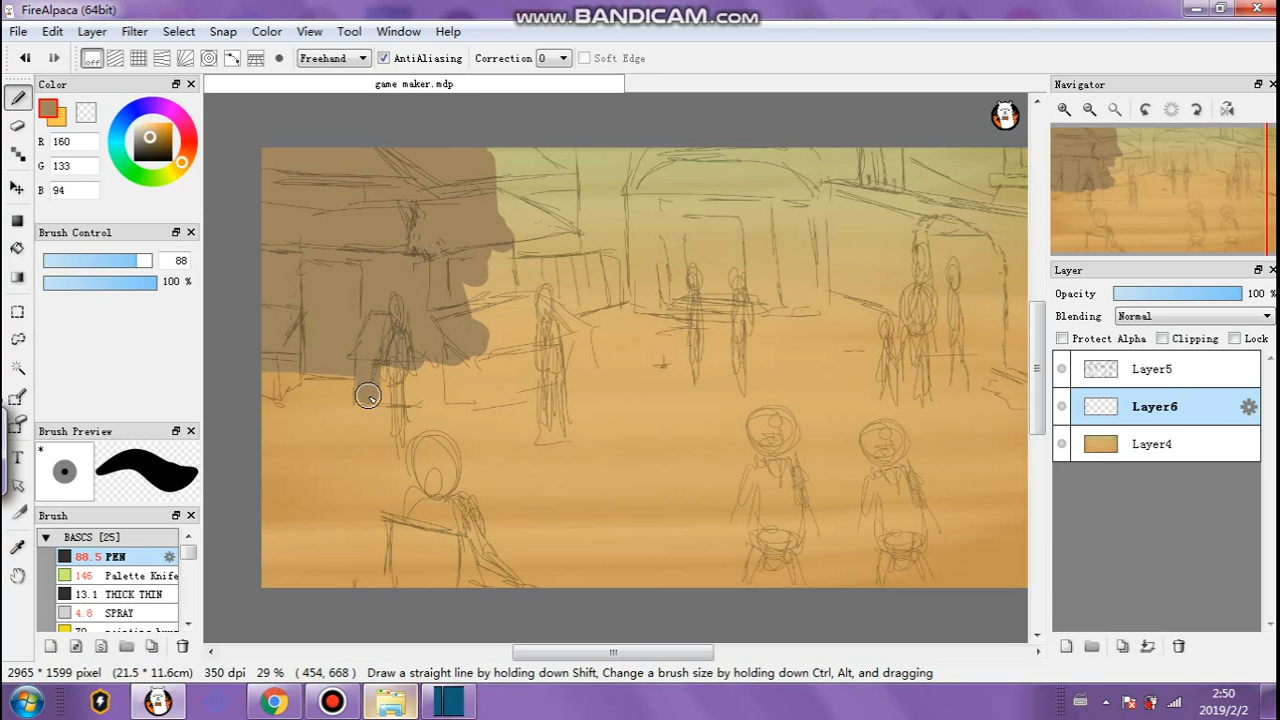 FireAlpaca (64bit)
www.BANDICAM.com
File Edit Layer Filter Select Snap Color View Tool Window Help
off Freehand AntiAliasing Correction 0 Soft Edge
Color
game maker.mdp
Navigator
R 160
G 133
B 94
Brush Control
88
100 %
Layer
Opacity 100 %
Blending Normal
Protect Alpha Clipping Lock
Layer5
Layer6
Layer4
Brush Preview
*
T
Brush
BASCS [25]
88.5 PEN
146 Palette Knife
13.1 THICK THIN
4.8 SPRAY
2965 * 1599 pixel (21.5 * 11.6cm) 350 dpi 29 % ( 454, 668 ) Draw a straight line by holding down Shift, Change a brush size by holding down Ctrl, Alt, and dragging
2:50
2019/2/2